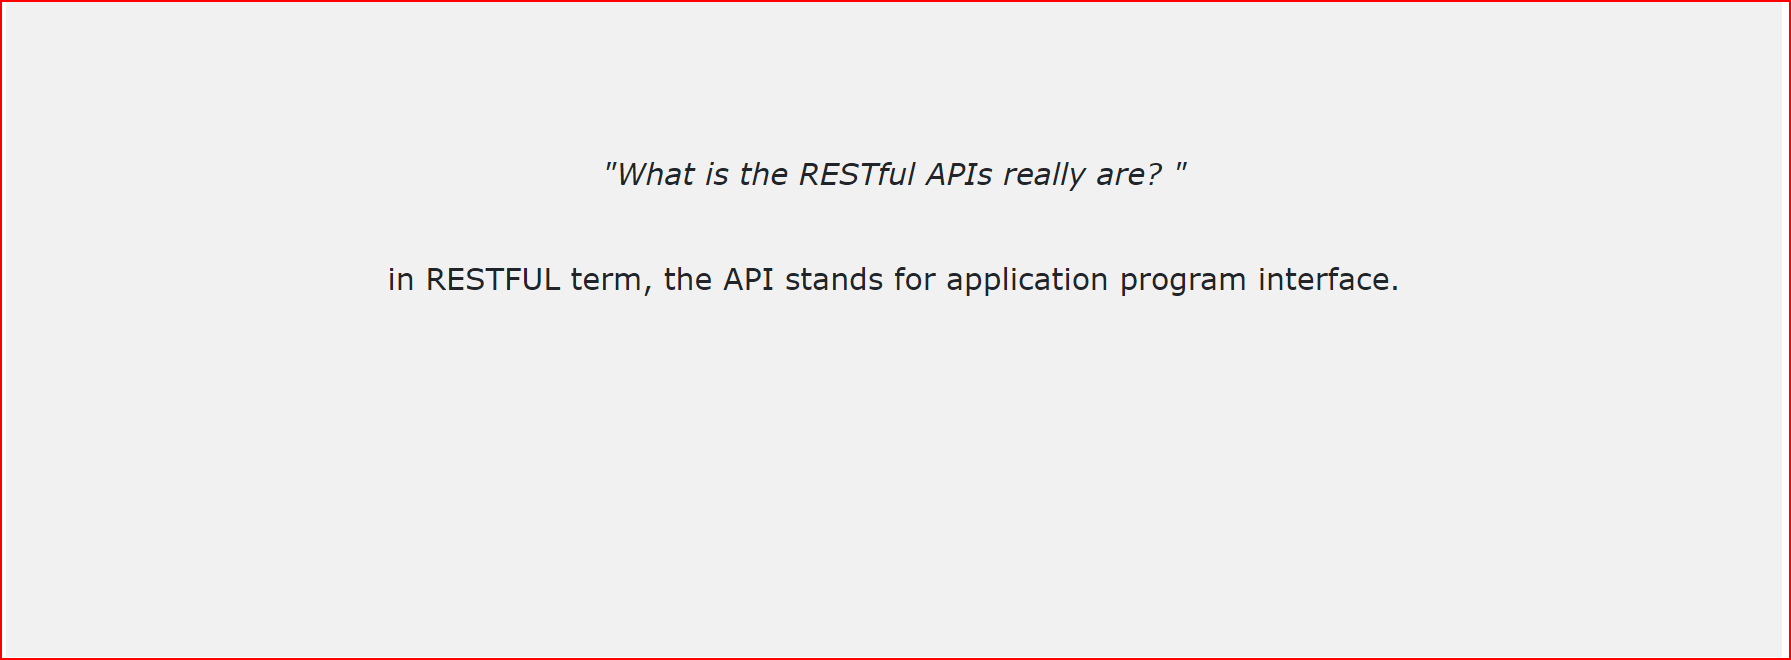 "What is the RESTful APIs really are? "
in RESTFUL term, the API stands for application program interface.